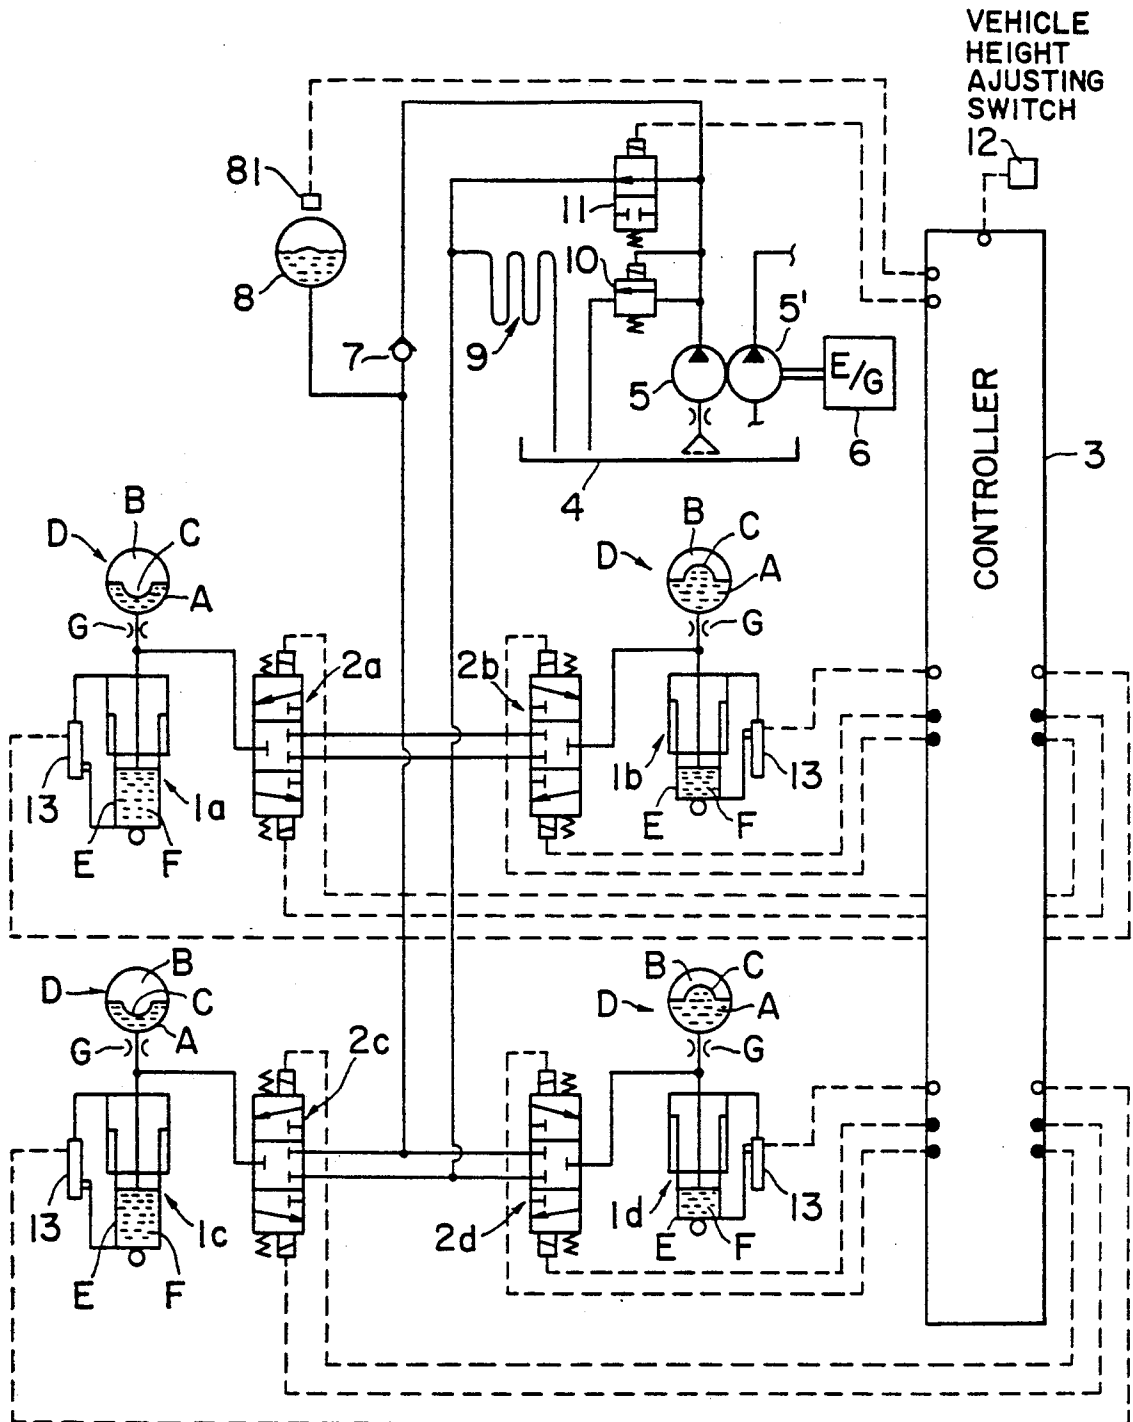 VEHICLE
HEIGHT
AJUSTING
SWITCH
12
81
11
10
8
7
9
5
5'
E/G
6
4
CONTROLLER
3
B
D
C
A
G
2a
13
1a
E
F
B
D
C
A
G
2b
1b
13
E
F
B
D
C
A
G
2c
13
1c
E
F
B
C
D
A
G
2d
1d
13
E
F